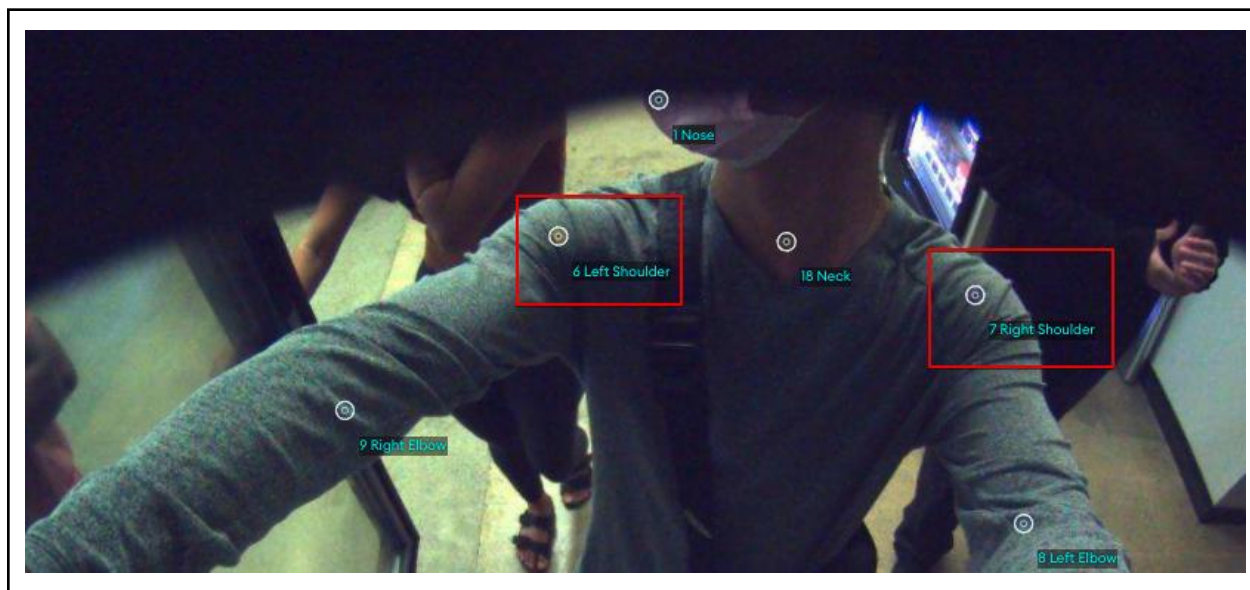 1 Nose
6 Left Shoulder
18 Neck
7 Right Shoulder
9 Right Elbow
8 Left Elbow